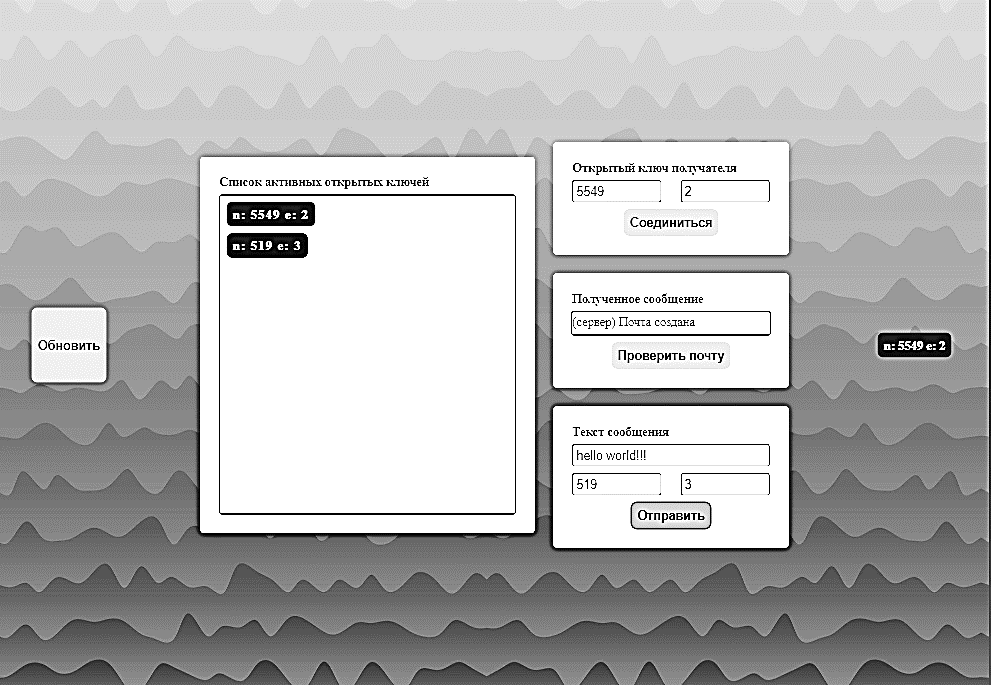 Обновить
Список активных открытых ключей
n: 5549 e: 2
n: 519 e: 3
Открытый ключ получателя
5549 2
Соединиться
Полученное сообщение
(сервер) Почта создана
Проверить почту
Текст сообщения
hello world!!!
519 3
Отправить
n: 5549 e: 2